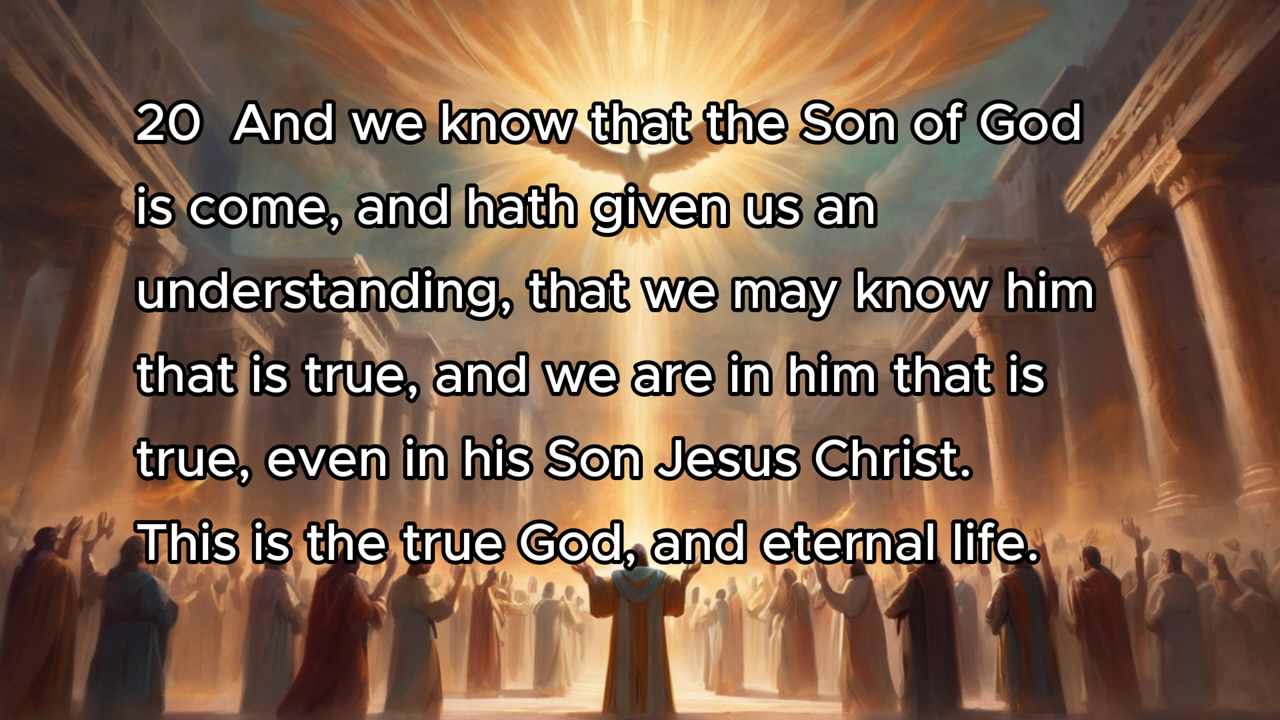 20 And we know that the Son of God
is come, and hath given us an
understanding, that we may know him
that is true, and we are in him that is
true, even in his Son Jesus Christ.
This is the true God, and eternal life.